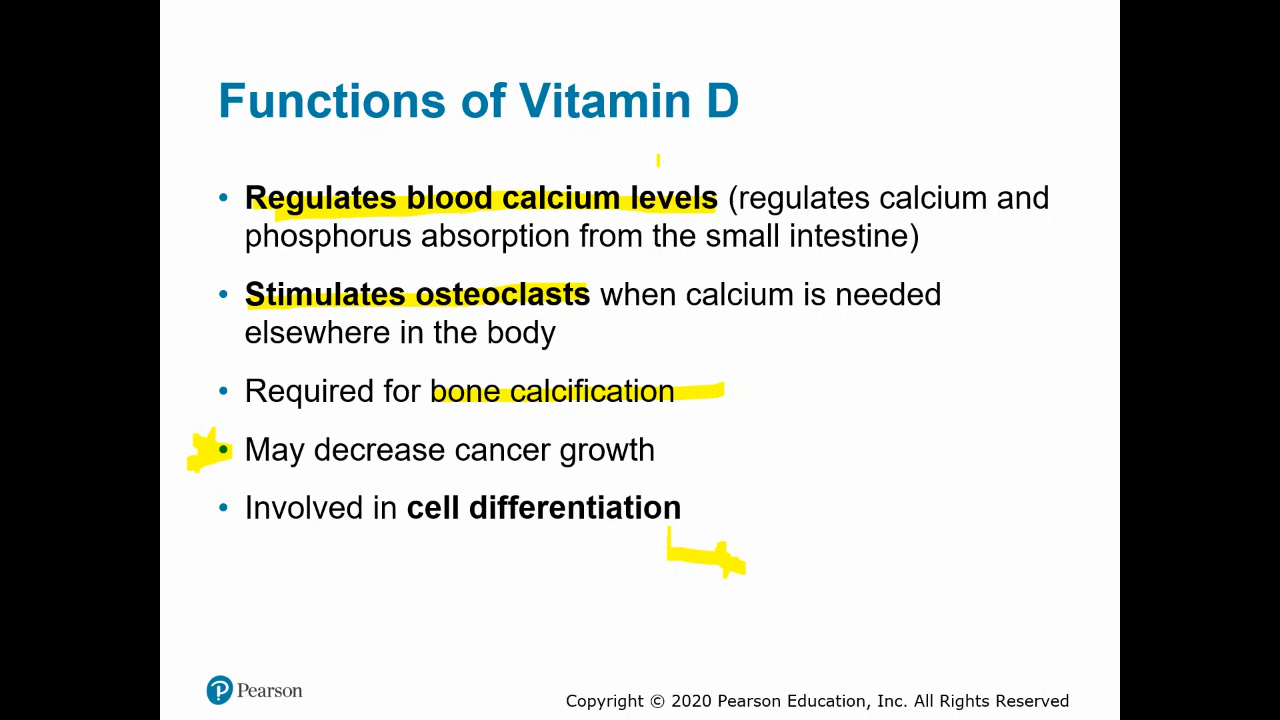 Functions of Vitamin D
• Regulates blood calcium levels (regulates calcium and
phosphorus absorption from the small intestine)
• Stimulates osteoclasts when calcium is needed
elsewhere in the body
• Required for bone calcification
• May decrease cancer growth
• Involved in cell differentiation
Pearson
Copyright © 2020 Pearson Education, Inc. All Rights Reserved